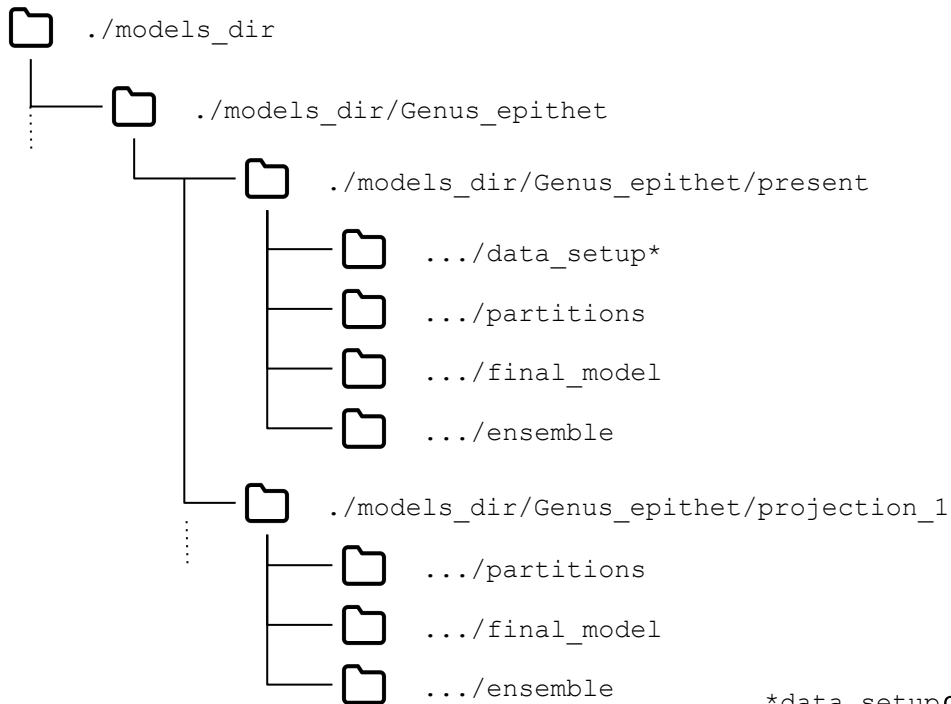 ./models_dir
./models_dir/Genus_epithet
./models_dir/Genus_epithet/present
.../data_setup*
.../partitions
.../final_model
.../ensemble
./models_dir/Genus_epithet/projection_1
.../partitions
.../final_model
.../ensemble